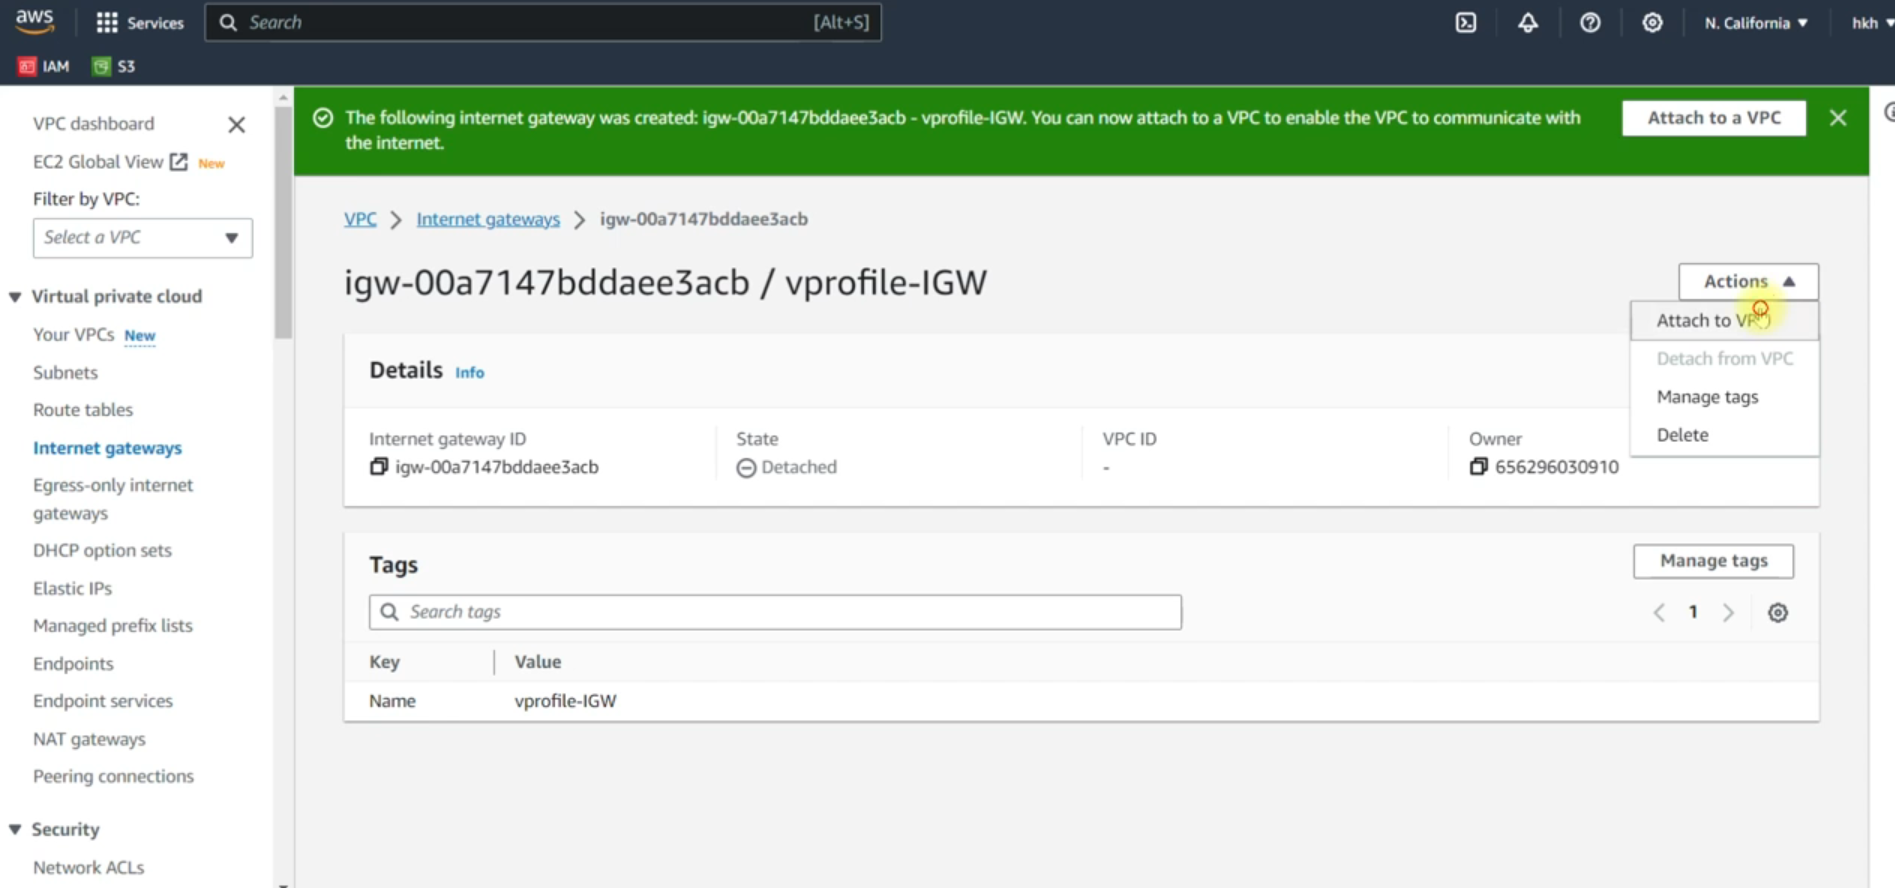 aws
Services
Search
[Alt+S]
N. California
hkh
IAM
S3
VPC dashboard
EC2 Global View New
Filter by VPC:
Select a VPC
Virtual private cloud
Your VPCs New
Subnets
Route tables
Internet gateways
Egress-only internet
gateways
DHCP option sets
Elastic IPs
Managed prefix lists
Endpoints
Endpoint services
NAT gateways
Peering connections
Security
Network ACLs
The following internet gateway was created: igw-00a7147bddaee3acb - vprofile-IGW. You can now attach to a VPC to enable the VPC to communicate with
the internet.
Attach to a VPC
VPC > Internet gateways > igw-00a7147bddaee3acb
igw-00a7147bddaee3acb / vprofile-IGW
Actions
Attach to VPC
Detach from VPC
Manage tags
Delete
Details Info
Internet gateway ID
igw-00a7147bddaee3acb
State
Detached
VPC ID
-
Owner
656296030910
Tags
Manage tags
Search tags
1
Key Value
Name vprofile-IGW